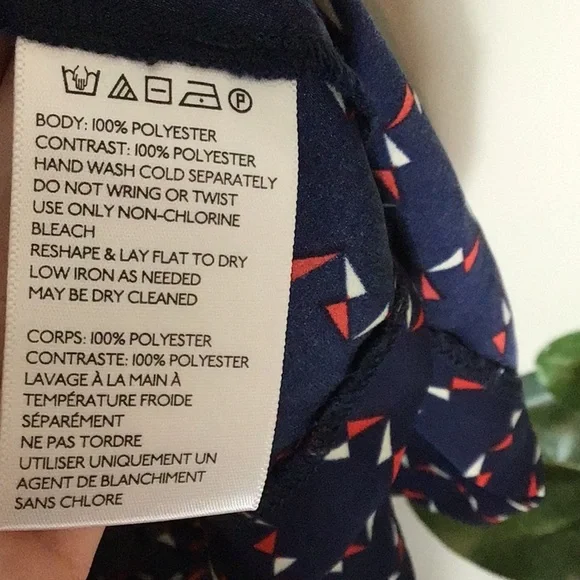 P
BODY: 100% POLYESTER
CONTRAST: 100% POLYESTER
HAND WASH COLD SEPARATELY
DO NOT WRING OR TWIST
USE ONLY NON-CHLORINE
BLEACH
RESHAPE & LAY FLAT TO DRY
LOW IRON AS NEEDED
MAY BE DRY CLEANED
CORPS: 100% POLYESTER
CONTRASTE: 100% POLYESTER
LAVAGE À LA MAIN À
TEMPÉRATURE FROIDE
SÉPARÉMENT
NE PAS TORDRE
UTILISER UNIQUEMENT UN
AGENT DE BLANCHIMENT
SANS CHLORE